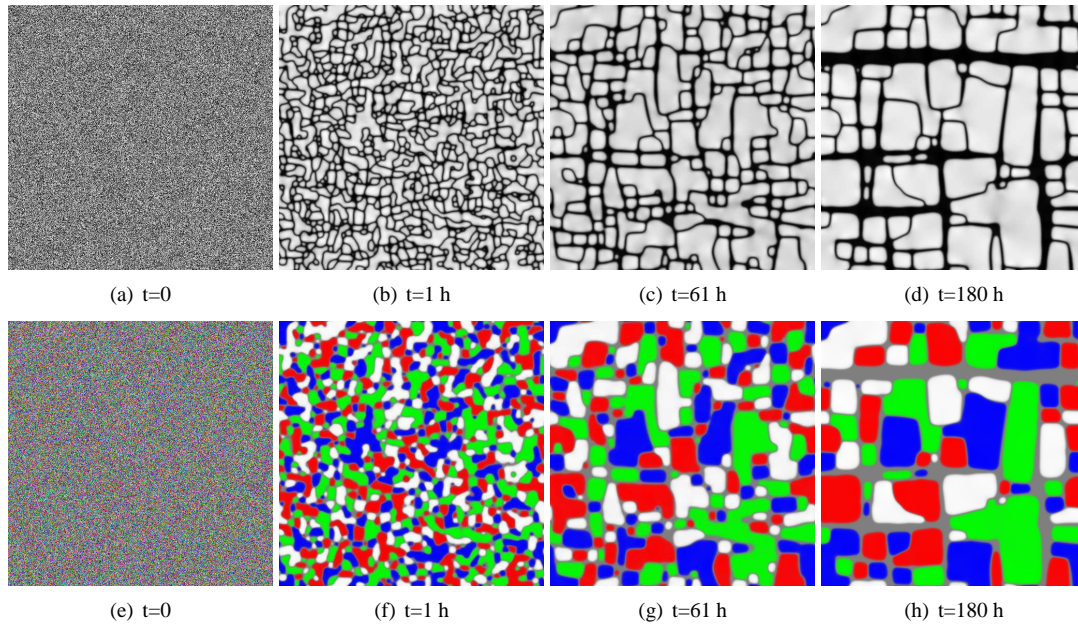 (a) t=0 (b) t=1 h (c) t=61 h (d) t=180 h
(e) t=0 (f) t=1 h (g) t=61 h (h) t=180 h